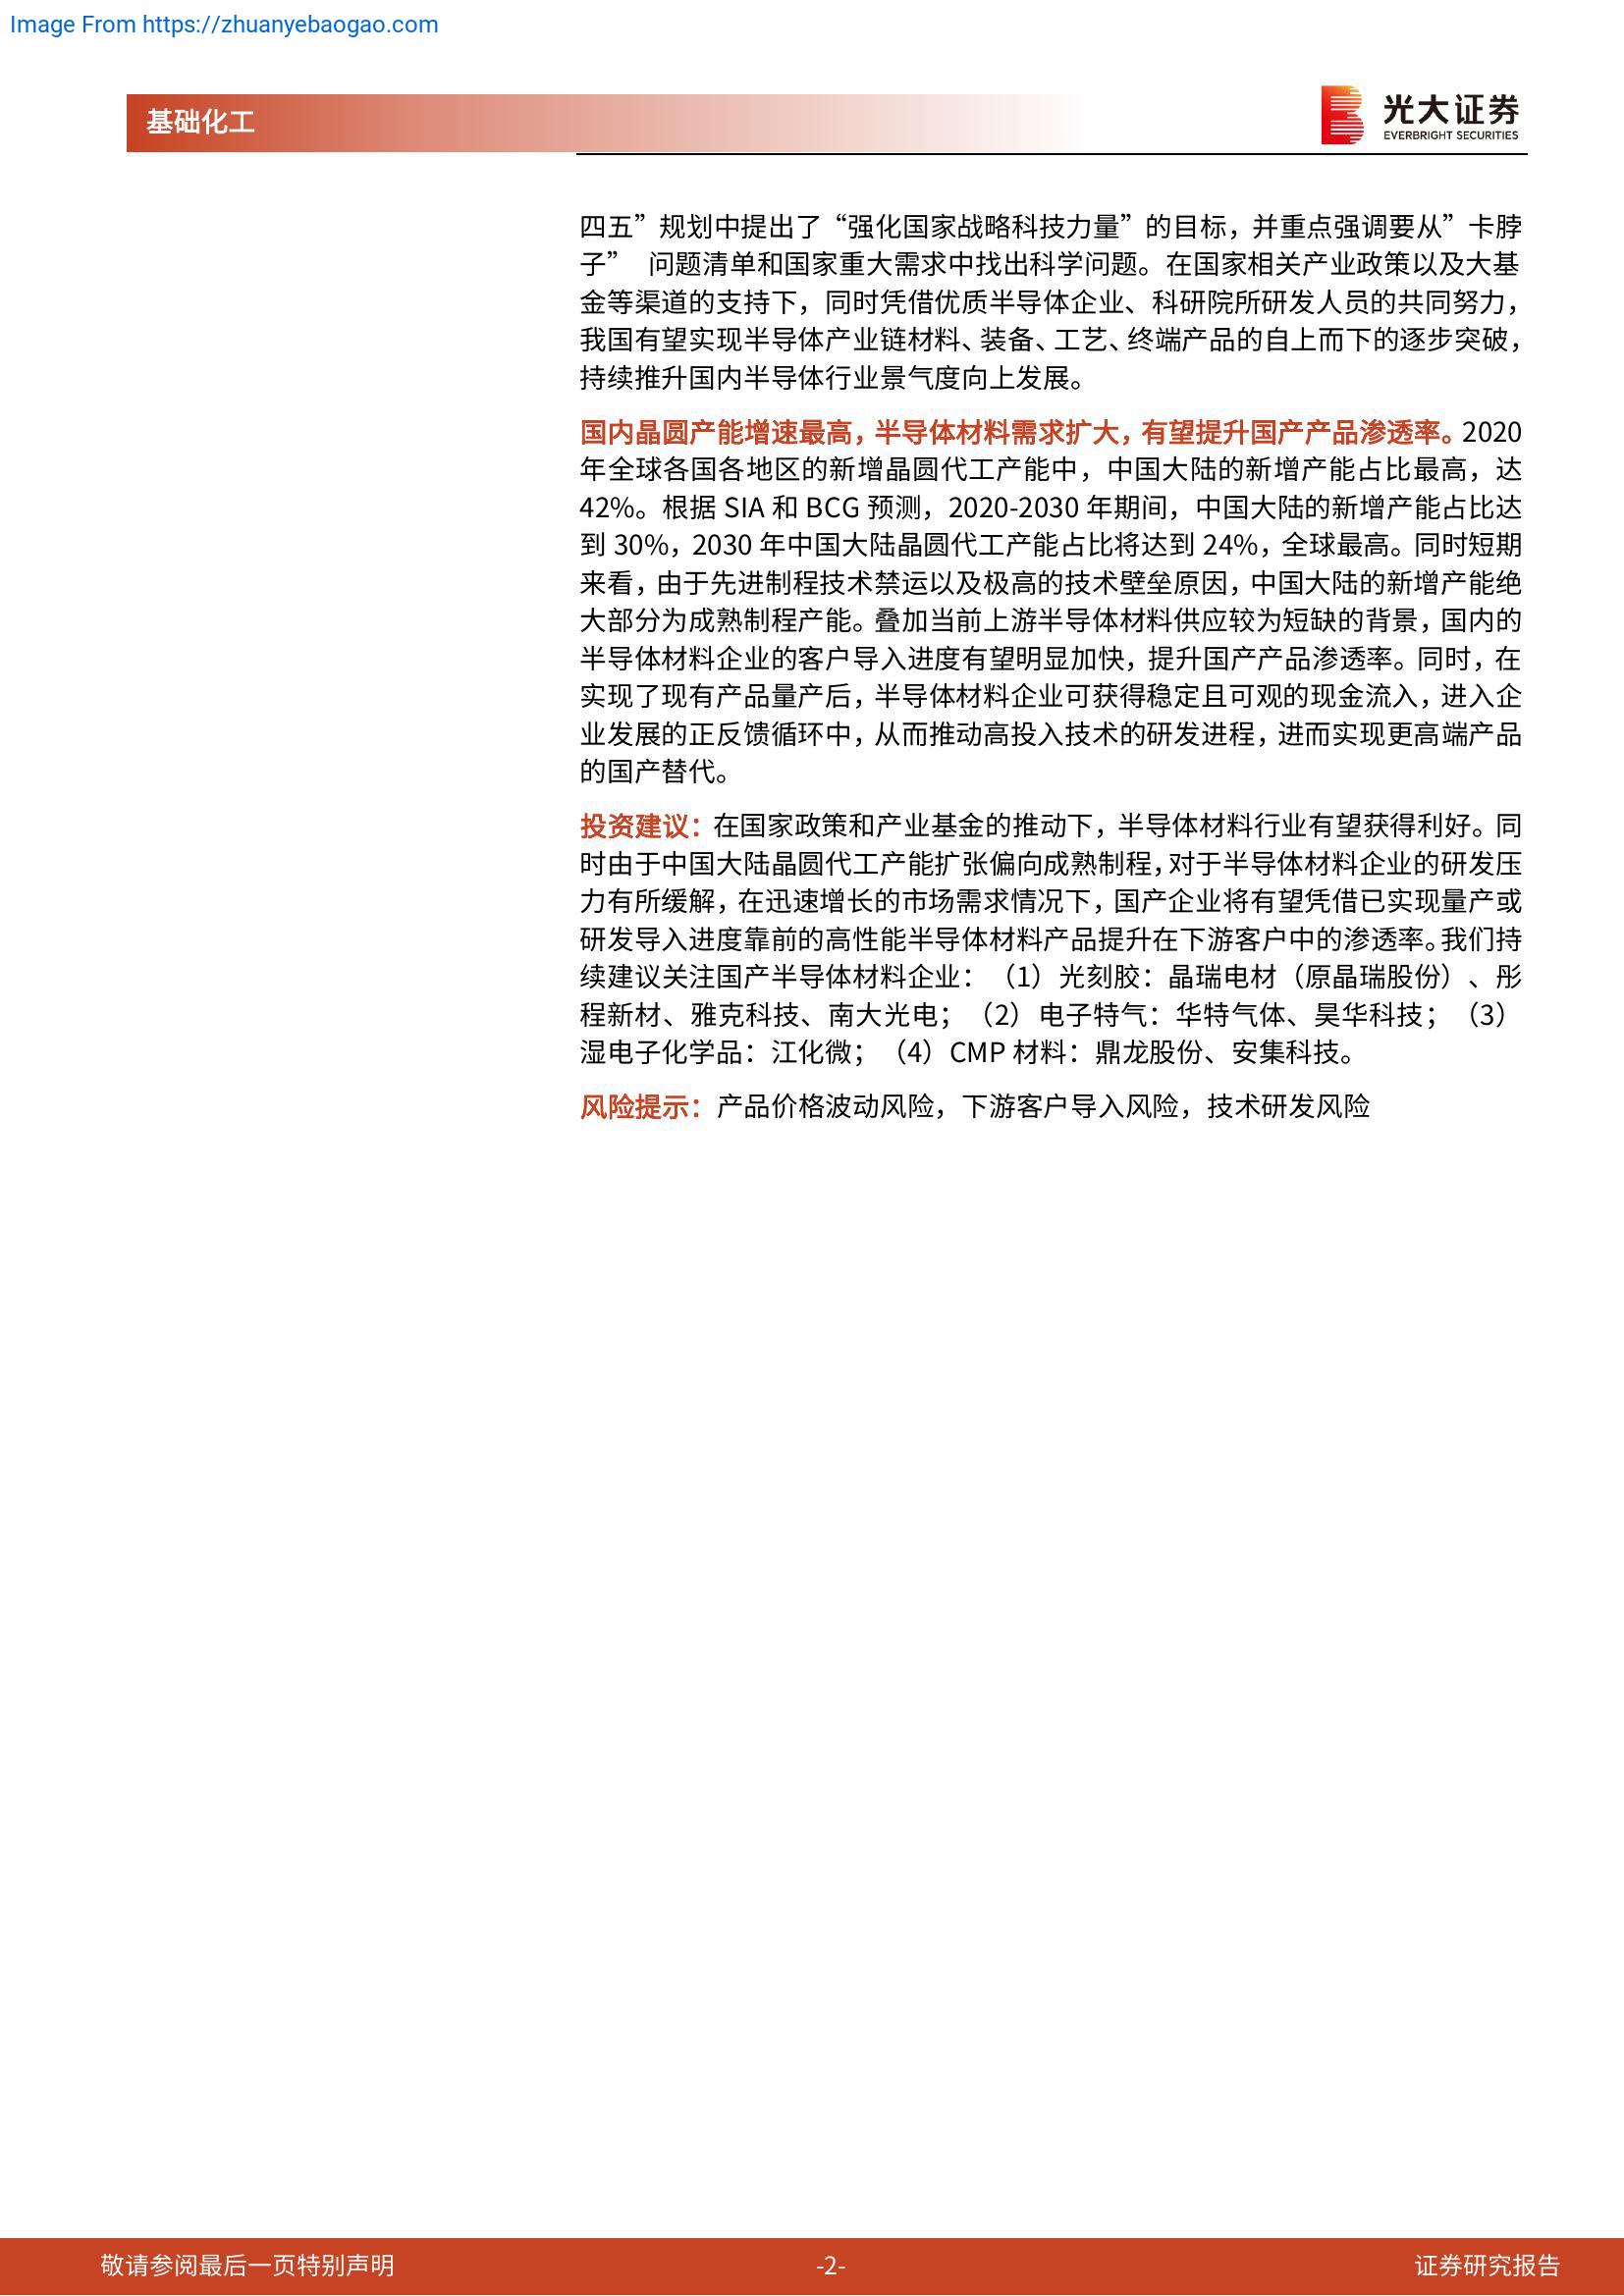 Image From https://zhuanyebaogao.com
基础化工
光大证券
EVERBRIGHT SECURITIES
四五”规划中提出了“强化国家战略科技力量”的目标，并重点强调要从”卡脖
子” 问题清单和国家重大需求中找出科学问题。在国家相关产业政策以及大基
金等渠道的支持下，同时凭借优质半导体企业、科研院所研发人员的共同努力，
我国有望实现半导体产业链材料、装备、工艺、终端产品的自上而下的逐步突破，
持续推升国内半导体行业景气度向上发展。
国内晶圆产能增速最高，半导体材料需求扩大，有望提升国产产品渗透率。2020
年全球各国各地区的新增晶圆代工产能中，中国大陆的新增产能占比最高，达
42%。根据 SIA 和 BCG 预测，2020-2030 年期间，中国大陆的新增产能占比达
到 30%，2030 年中国大陆晶圆代工产能占比将达到 24%，全球最高。同时短期
来看，由于先进制程技术禁运以及极高的技术壁垒原因，中国大陆的新增产能绝
大部分为成熟制程产能。叠加当前上游半导体材料供应较为短缺的背景，国内的
半导体材料企业的客户导入进度有望明显加快，提升国产产品渗透率。同时，在
实现了现有产品量产后，半导体材料企业可获得稳定且可观的现金流入，进入企
业发展的正反馈循环中，从而推动高投入技术的研发进程，进而实现更高端产品
的国产替代。
投资建议：在国家政策和产业基金的推动下，半导体材料行业有望获得利好。同
时由于中国大陆晶圆代工产能扩张偏向成熟制程，对于半导体材料企业的研发压
力有所缓解，在迅速增长的市场需求情况下，国产企业将有望凭借已实现量产或
研发导入进度靠前的高性能半导体材料产品提升在下游客户中的渗透率。我们持
续建议关注国产半导体材料企业：（1）光刻胶：晶瑞电材（原晶瑞股份）、彤
程新材、雅克科技、南大光电；（2）电子特气：华特气体、昊华科技；（3）
湿电子化学品：江化微；（4）CMP 材料：鼎龙股份、安集科技。
风险提示：产品价格波动风险，下游客户导入风险，技术研发风险
敬请参阅最后一页特别声明
-2-
证券研究报告